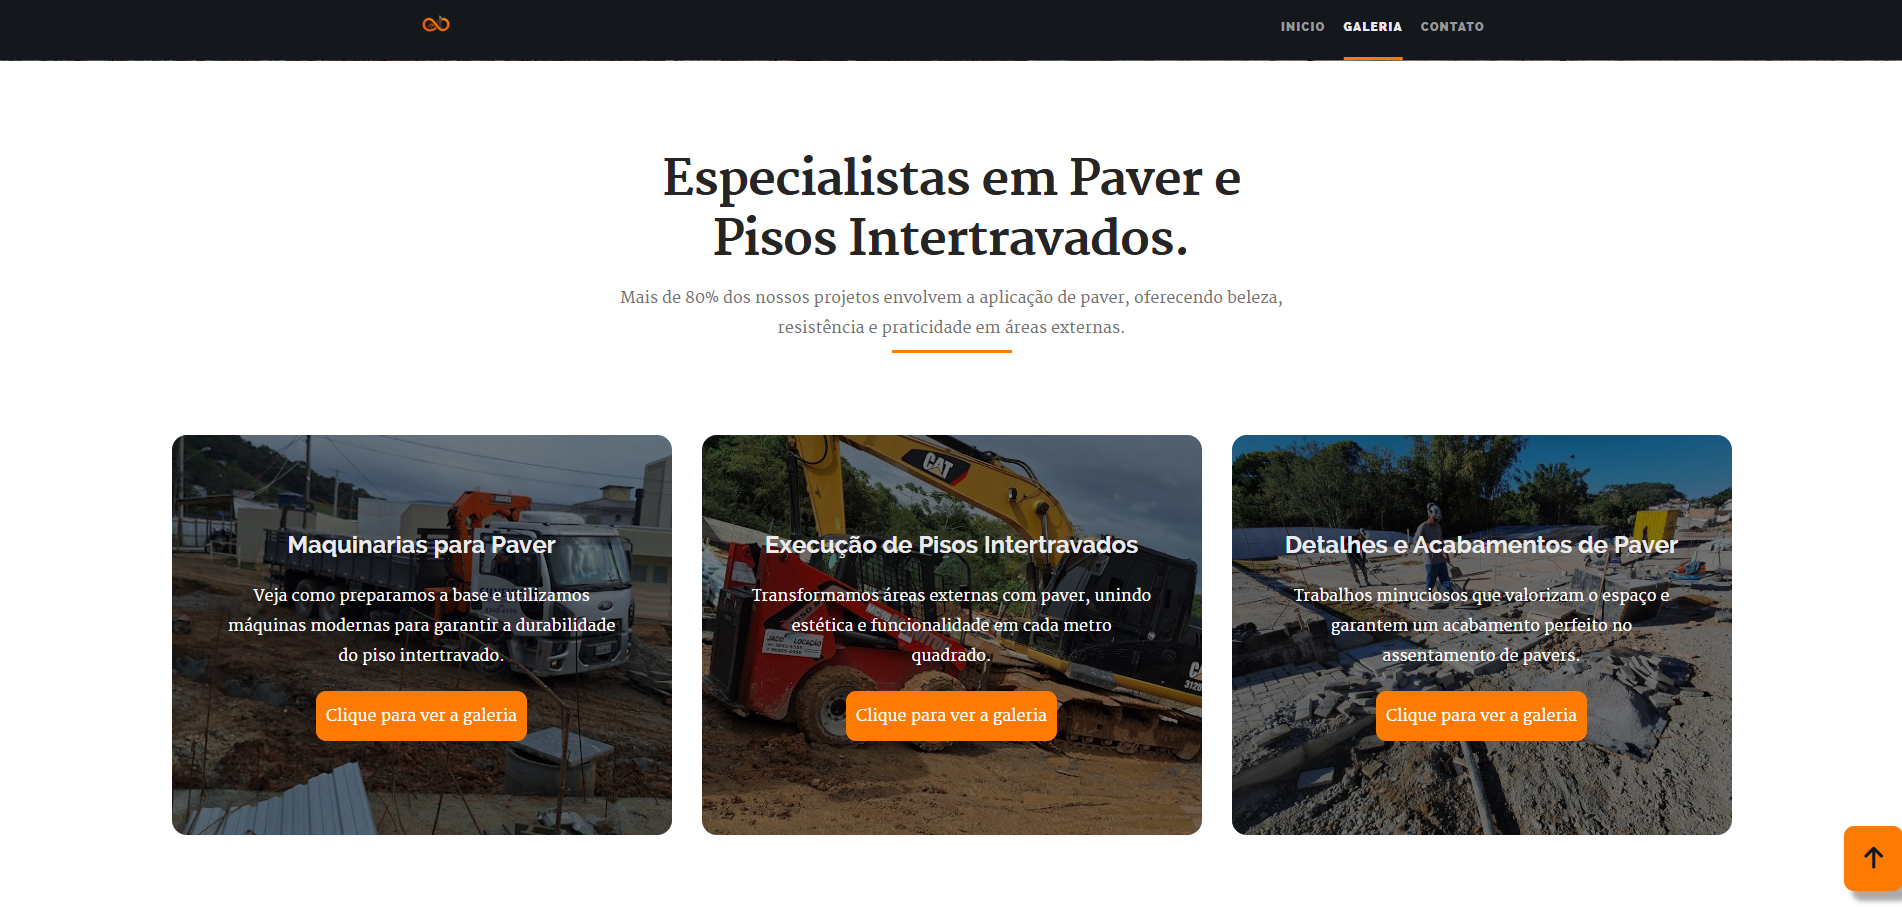 INICIO GALERIA CONTATO
Especialistas em Paver e
Pisos Intertravados.
Mais de 80% dos nossos projetos envolvem a aplicação de paver, oferecendo beleza,
resistência e praticidade em áreas externas.
Maquinarias para Paver
Veja como preparamos a base e utilizamos
máquinas modernas para garantir a durabilidade
do piso intertravado.
Clique para ver a galeria
CAT
Execução de Pisos Intertravados
Transformamos áreas externas com paver, unindo
estética e funcionalidade em cada metro
quadrado.
JACÓ LOCAÇÃO
Clique para ver a galeria
Detalhes e Acabamentos de Paver
Trabalhos minuciosos que valorizam o espaço e
garantem um acabamento perfeito no
assentamento de pavers.
Clique para ver a galeria